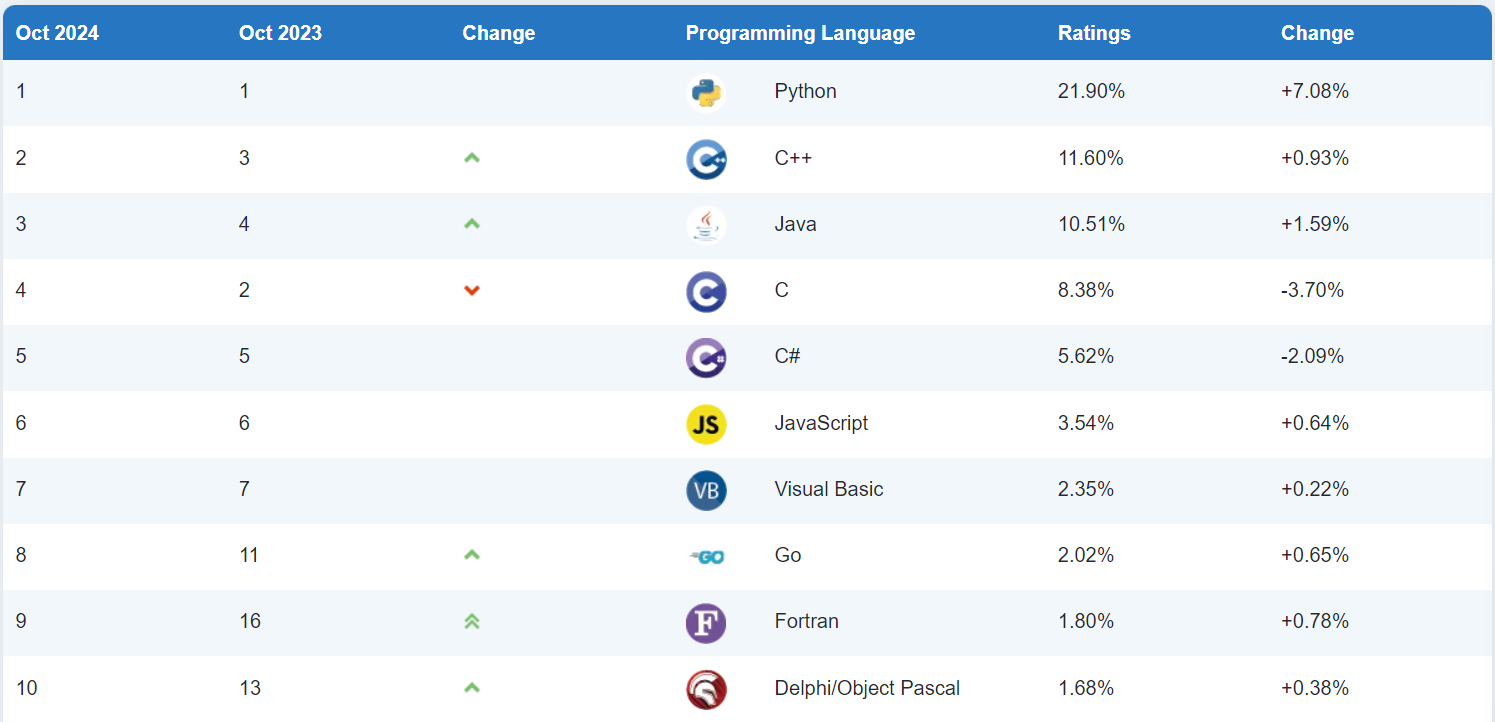 Oct 2024 Oct 2023 Change Programming Language Ratings Change
1 1 Python 21.90% +7.08%
2 3 C++ 11.60% +0.93%
3 4 Java 10.51% +1.59%
4 2 C 8.38% -3.70%
5 5 C# 5.62% -2.09%
6 6 JS JavaScript 3.54% +0.64%
7 7 VB Visual Basic 2.35% +0.22%
8 11 GO Go 2.02% +0.65%
9 16 F Fortran 1.80% +0.78%
10 13 Delphi/Object Pascal 1.68% +0.38%